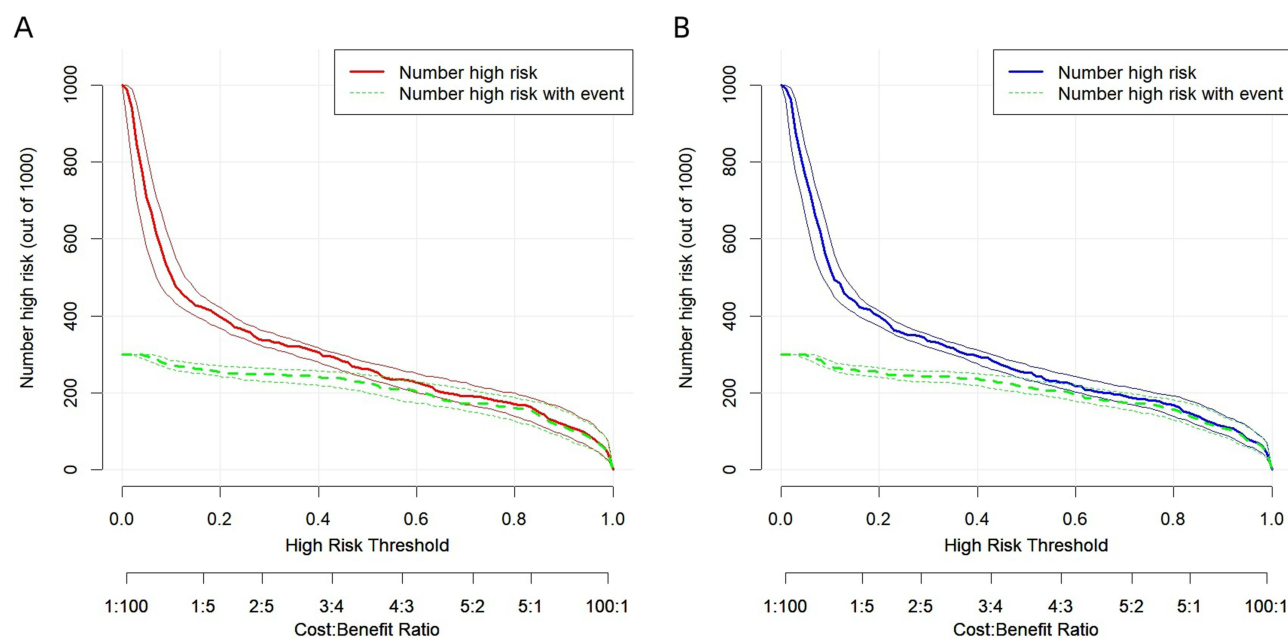 A
Number high risk
Number high risk with event
Number high risk (out of 1000)
1000
800
600
400
200
0
0.0 0.2 0.4 0.6 0.8 1.0
High Risk Threshold
1:100 1:5 2:5 3:4 4:3 5:2 5:1 100:1
Cost:Benefit Ratio
B
Number high risk
Number high risk with event
Number high risk (out of 1000)
1000
800
600
400
200
0
0.0 0.2 0.4 0.6 0.8 1.0
High Risk Threshold
1:100 1:5 2:5 3:4 4:3 5:2 5:1 100:1
Cost:Benefit Ratio